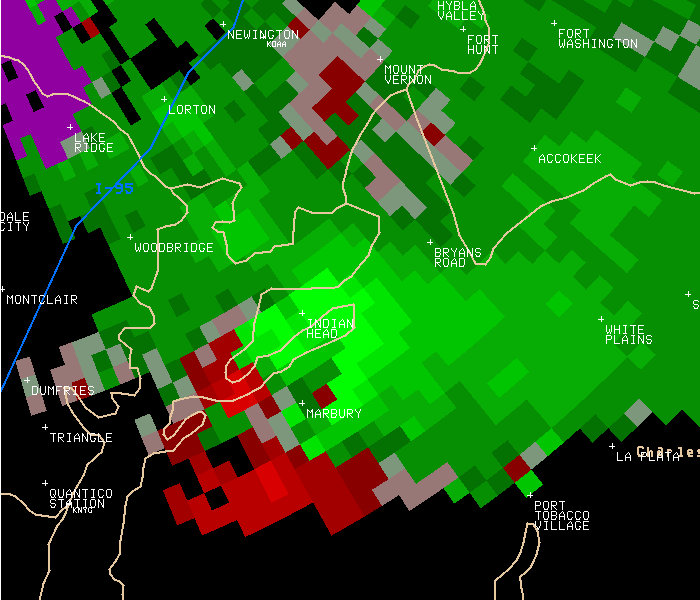 HYBLA
VALLEY
NEWINGTON
KDAA
FORT
HUNT
FORT
WASHINGTON
MOUNT
VERNON
LORTON
LAKE
RIDGE
ACCOKEEK
I-95
DALE
CITY
WOODBRIDGE
BRYANS
ROAD
MONTCLAIR
S
INDIAN
HEAD
WHITE
PLAINS
DUMFRIES
MARBURY
TRIANGLE
LA PLATA
Charles
QUANTICO
STATION
KNYG
PORT
TOBACCO
VILLAGE